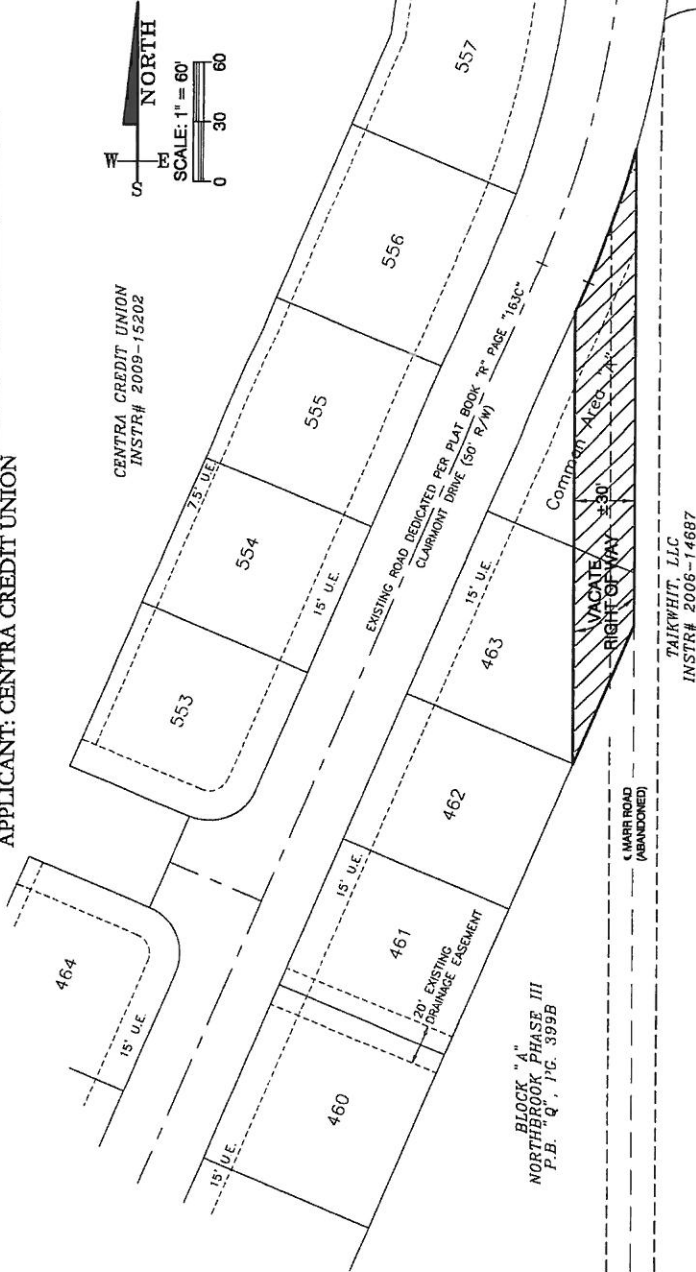 APPLICANT: CENTRA CREDIT UNION
W
S
E
NORTH
SCALE: 1" = 60'
0 30 60
CENTRA CREDIT UNION
INSTR# 2009-15202
557
556
555
7.5' U.E.
554
15' U.E.
553
464
15' U.E.
EXISTING ROAD DEDICATED PER PLAT BOOK "R" PAGE "163C"
CLAIRMONT DRIVE (50' R/W)
Common Area "A"
15' U.E.
463
VACATE
RIGHT OF WAY
±30'
462
15' U.E.
461
20' EXISTING
DRAINAGE EASEMENT
460
15' U.E.
℄ MARR ROAD
(ABANDONED)
BLOCK "A"
NORTHBROOK PHASE III
P.B. "Q", PG. 399B
TAIKWHIT, LLC
INSTR# 2006-14687